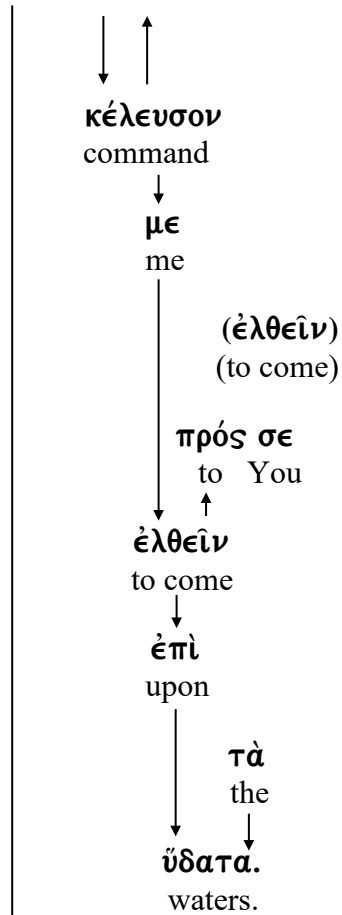 κέλευσον
command
με
me
(ἐλθεῖν)
(to come)
πρός σε
to You
ἐλθεῖν
to come
ἐπὶ
upon
τὰ
the
ὕδατα.
waters.